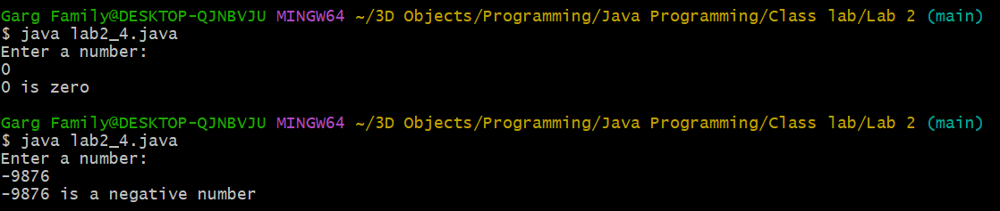 Garg Family@DESKTOP-QJNBVJU MINGW64 ~/3D Objects/Programming/Java Programming/Class lab/Lab 2 (main)
$ java lab2_4.java
Enter a number:
0
0 is zero
Garg Family@DESKTOP-QJNBVJU MINGW64 ~/3D Objects/Programming/Java Programming/Class lab/Lab 2 (main)
$ java lab2_4.java
Enter a number:
-9876
-9876 is a negative number